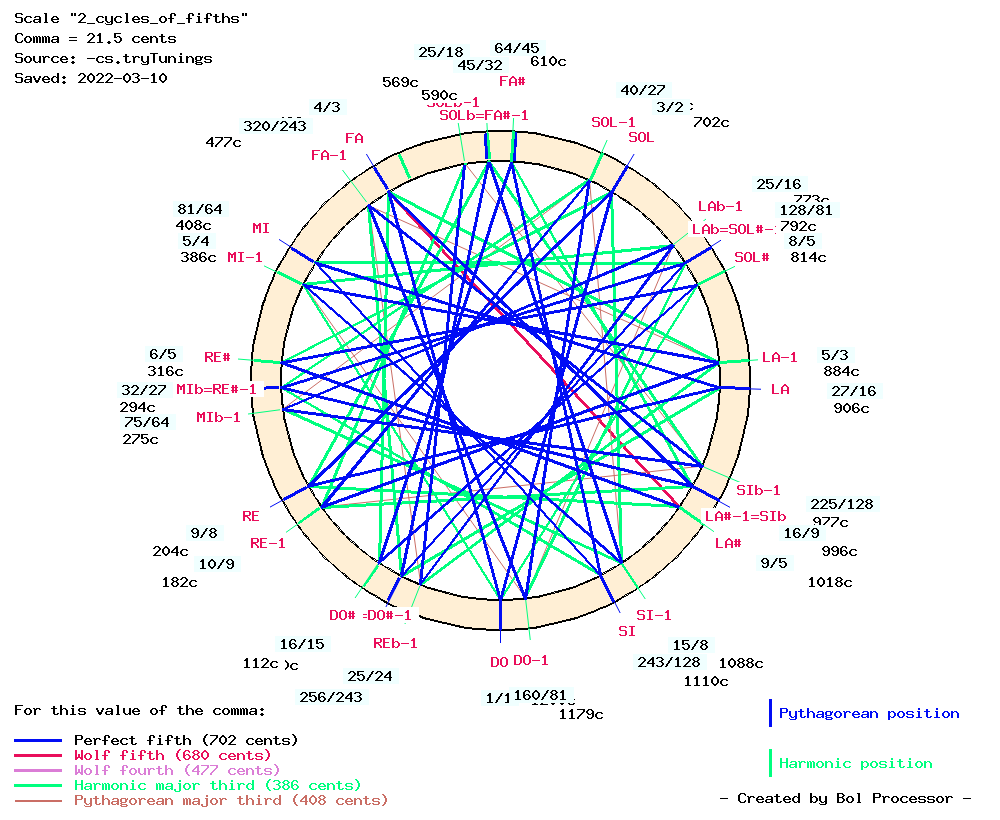 Scale "2_cycles_of_fifths"
Comma = 21.5 cents
Source: -cs.tryTunings
Saved: 2022-03-10
64/45
610c
FA#
25/18
45/32
569c
590c
SOLb=FA#-1
40/27
3/2
702c
SOL-1
SOL
4/3
320/243
477c
FA
FA-1
25/16
LAb-1
128/81
792c
LAb=SOL#-
8/5
814c
SOL#
81/64
408c
MI
5/4
386c
MI-1
6/5
316c
RE#
LA-1
5/3
884c
32/27
294c
MIb=RE#-1
LA
27/16
906c
75/64
275c
MIb-1
SIb-1
225/128
977c
LA#-1=SIb
16/9
996c
LA#
9/5
1018c
RE
9/8
204c
RE-1
10/9
182c
DO#
=DO#-1
REb-1
16/15
112c
25/24
256/243
DO
DO-1
1/1
160/81
1179c
SI-1
SI
15/8
1088c
243/128
1110c
For this value of the comma:
Perfect fifth (702 cents)
Wolf fifth (680 cents)
Wolf fourth (477 cents)
Harmonic major third (386 cents)
Pythagorean major third (408 cents)
Pythagorean position
Harmonic position
- Created by Bol Processor -